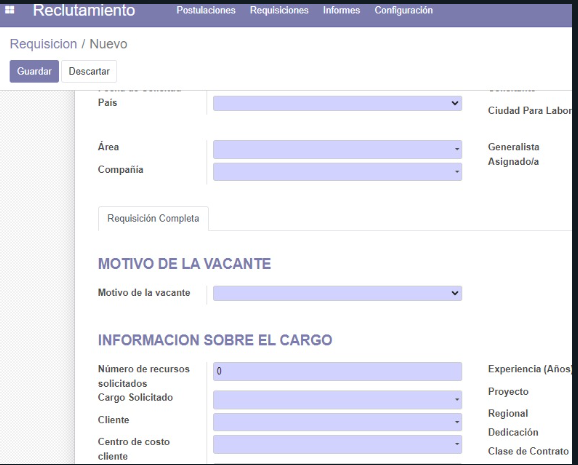 Reclutamiento Postulaciones Requisiciones Informes Configuración
Requisicion / Nuevo
Guardar Descartar
País
Ciudad Para Labor
Área
Generalista
Asignado/a
Compañia
Requisición Completa
MOTIVO DE LA VACANTE
Motivo de la vacante
INFORMACION SOBRE EL CARGO
Número de recursos
solicitados
0
Experiencia (Años)
Cargo Solicitado
Proyecto
Cliente
Regional
Centro de costo
cliente
Dedicación
Clase de Contrato